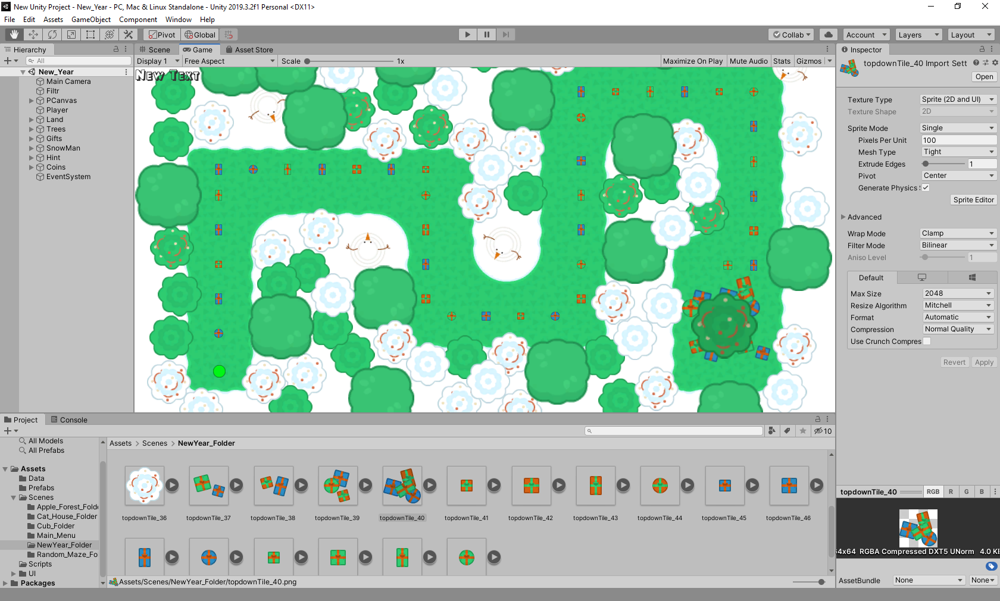 New Unity Project - New_Year - PC, Mac & Linux Standalone - Unity 2019.3.2f1 Personal <DX11>
File Edit Assets GameObject Component Window Help
Pivot Global Collab Account Layers Layout
Hierarchy
All
New_Year
Main Camera
Filtr
PCanvas
Player
Land
Trees
Gifts
SnowMan
Hint
Coins
EventSystem
Scene Game Asset Store
Display 1 Free Aspect Scale 1x Maximize On Play Mute Audio Stats Gizmos
New Text
Inspector
topdownTile_40 Import Sett
Open
Texture Type Sprite (2D and UI)
Texture Shape 2D
Sprite Mode Single
Pixels Per Unit 100
Mesh Type Tight
Extrude Edges 1
Pivot Center
Generate Physics
Sprite Editor
Advanced
Wrap Mode Clamp
Filter Mode Bilinear
Aniso Level 1
Default
Max Size 2048
Resize Algorithm Mitchell
Format Automatic
Compression Normal Quality
Use Crunch Compres
Revert Apply
Project Console
10
All Models
All Prefabs
Assets
Data
Prefabs
Scenes
Apple_Forest_Folde
Cat_House_Folder
Cub_Folder
Main_Menu
NewYear_Folder
Random_Maze_Fo
Scripts
UI
Packages
Assets > Scenes > NewYear_Folder
topdownTile_36 topdownTile_37 topdownTile_38 topdownTile_39 topdownTile_40 topdownTile_41 topdownTile_42 topdownTile_43 topdownTile_44 topdownTile_45 topdownTile_46
Assets/Scenes/NewYear_Folder/topdownTile_40.png
topdownTile_40 RGB R G B
64x64 RGBA Compressed DXT5 UNorm 4.0 KB
AssetBundle None None